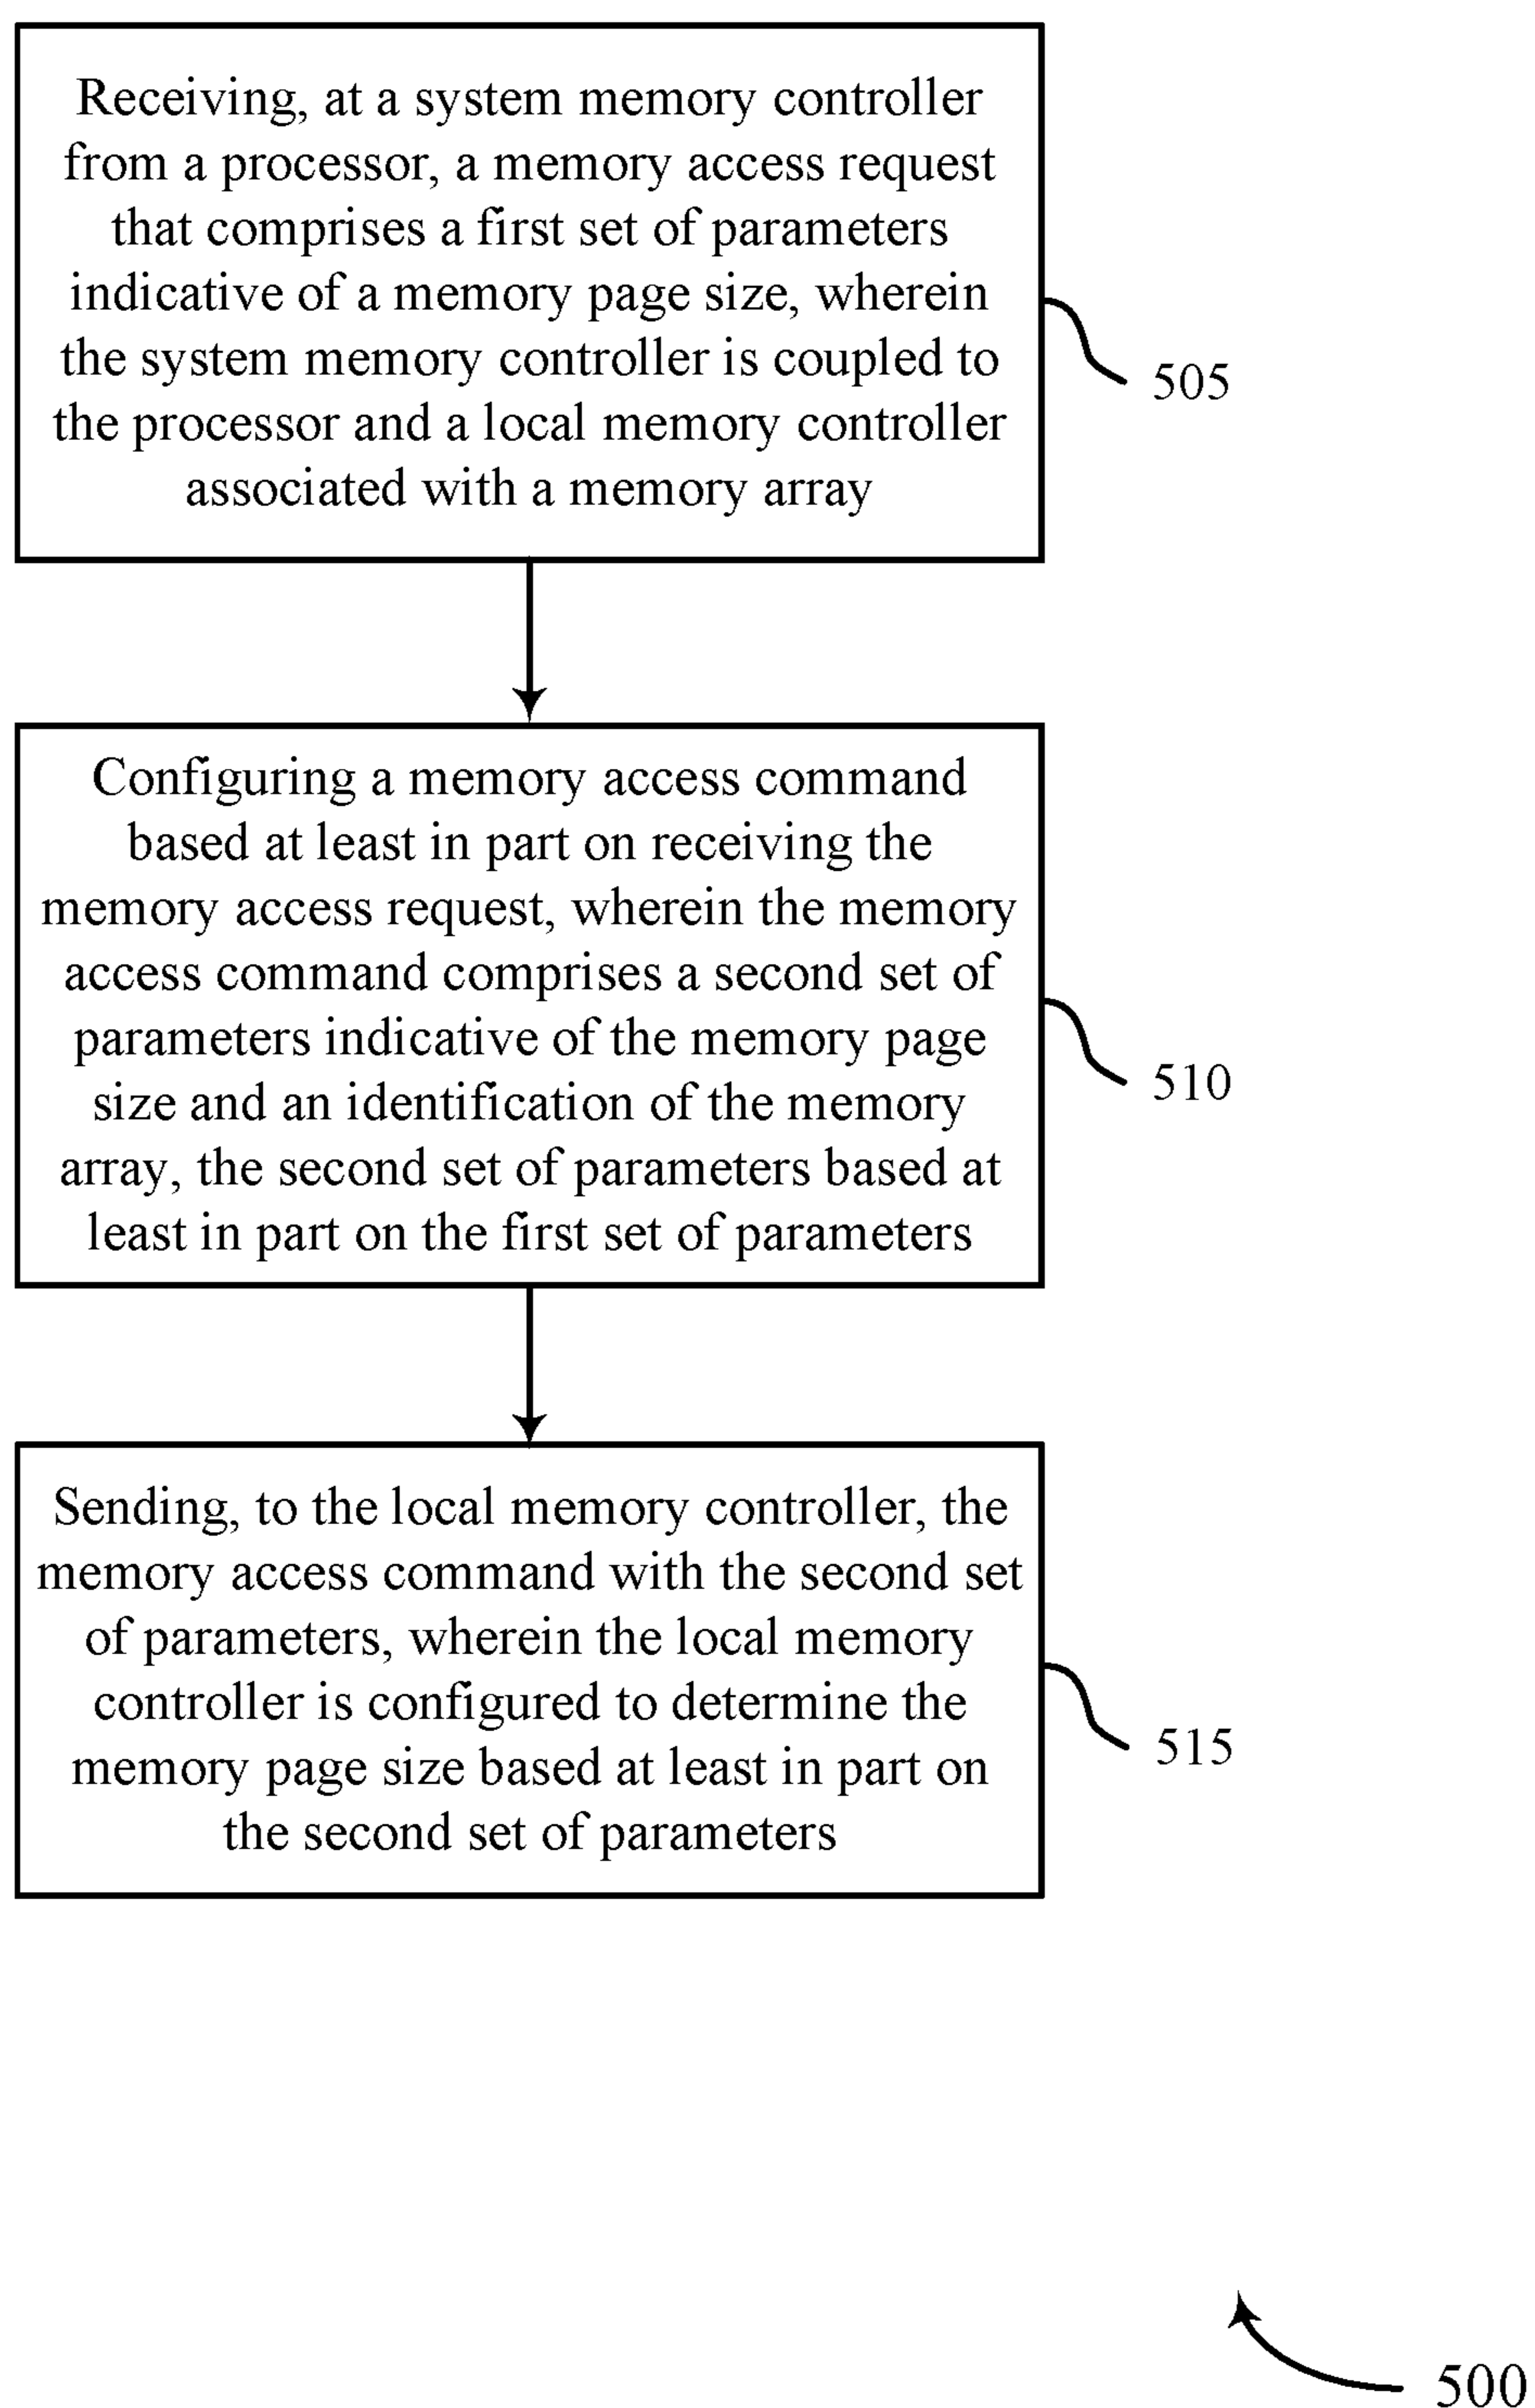 Receiving, at a system memory controller
from a processor, a memory access request
that comprises a first set of parameters
indicative of a memory page size, wherein
the system memory controller is coupled to
the processor and a local memory controller
associated with a memory array
505
Configuring a memory access command
based at least in part on receiving the
memory access request, wherein the memory
access command comprises a second set of
parameters indicative of the memory page
size and an identification of the memory
array, the second set of parameters based at
least in part on the first set of parameters
510
Sending, to the local memory controller, the
memory access command with the second set
of parameters, wherein the local memory
controller is configured to determine the
memory page size based at least in part on
the second set of parameters
515
500